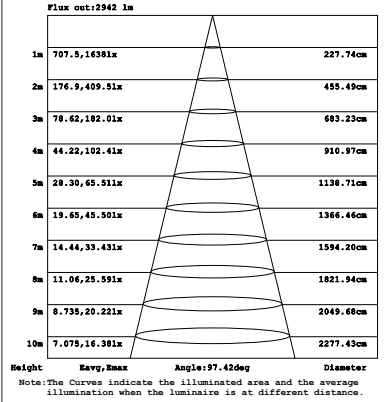 Flux out:2942 lm
1m 707.5,1638lx 227.74cm
2m 176.9,409.5lx 455.49cm
3m 78.62,182.0lx 683.23cm
4m 44.22,102.4lx 910.97cm
5m 28.30,65.51lx 1138.71cm
6m 19.65,45.50lx 1366.46cm
7m 14.44,33.43lx 1594.20cm
8m 11.06,25.59lx 1821.94cm
9m 8.735,20.22lx 2049.68cm
10m 7.075,16.38lx 2277.43cm
Height Eavg,Emax Angle:97.42deg Diameter
Note:The Curves indicate the illuminated area and the average
illumination when the luminaire is at different distance.